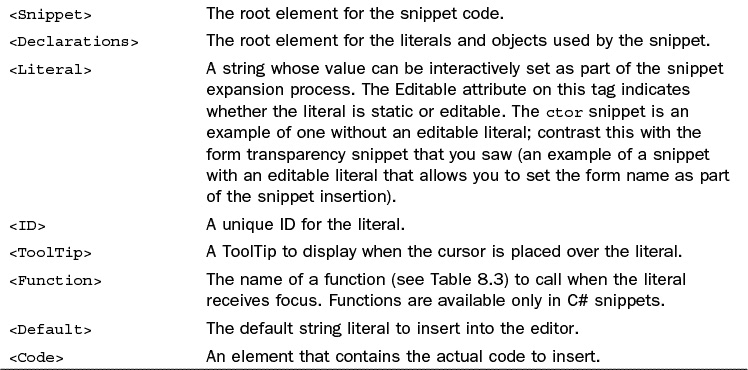 <Snippet> The root element for the snippet code.
<Declarations> The root element for the literals and objects used by the snippet.
<Literal> A string whose value can be interactively set as part of the snippet
expansion process. The Editable attribute on this tag indicates
whether the literal is static or editable. The ctor snippet is an
example of one without an editable literal; contrast this with the
form transparency snippet that you saw (an example of a snippet
with an editable literal that allows you to set the form name as part
of the snippet insertion).
<ID> A unique ID for the literal.
<ToolTip> A ToolTip to display when the cursor is placed over the literal.
<Function> The name of a function (see Table 8.3) to call when the literal
receives focus. Functions are available only in C# snippets.
<Default> The default string literal to insert into the editor.
<Code> An element that contains the actual code to insert.